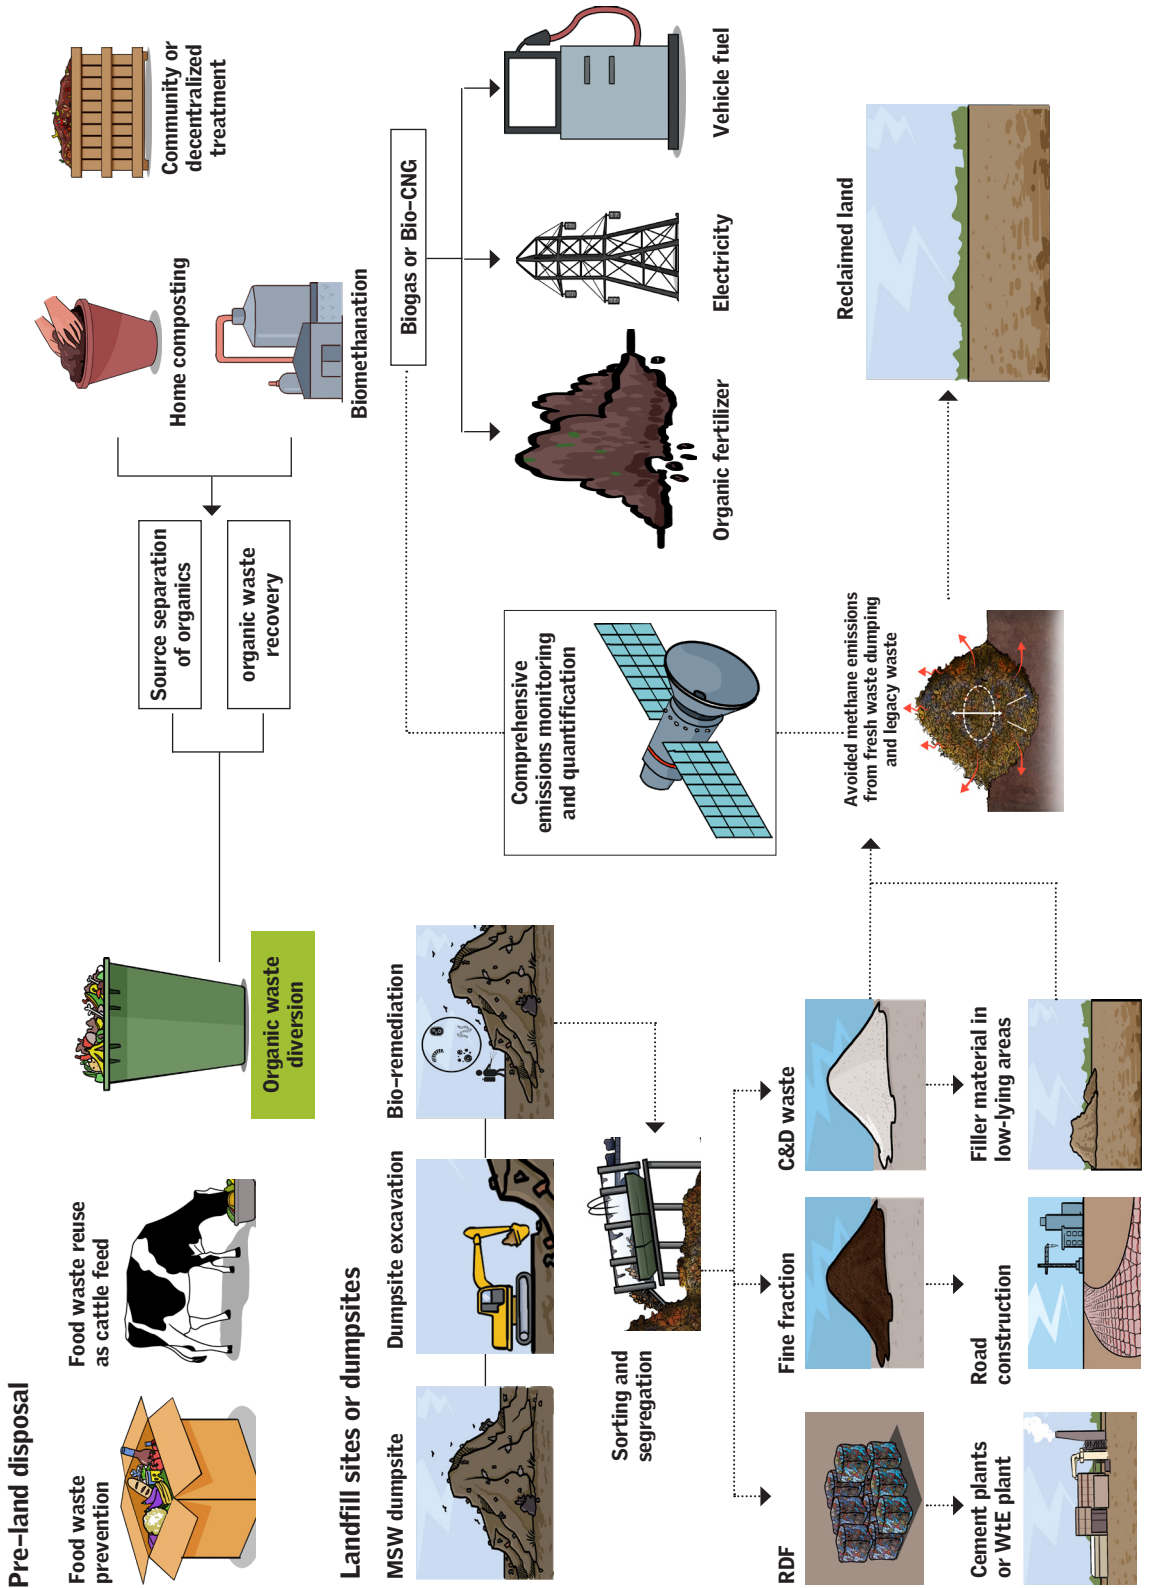 Pre-land disposal
Food waste
prevention
Food waste reuse
as cattle feed
Organic waste
diversion
Source separation
of organics
organic waste
recovery
Home composting
Biomethanation
Community or
decentralized
treatment
Landfill sites or dumpsites
MSW dumpsite
Dumpsite excavation
Bio-remediation
Comprehensive
emissions monitoring
and quantification
Biogas or Bio-CNG
Organic fertilizer
Electricity
Vehicle fuel
Sorting and
segregation
RDF
Fine fraction
C&D waste
Avoided methane emissions
from fresh waste dumping
and legacy waste
Reclaimed land
Cement plants
or WtE plant
Road
construction
Filler material in
low-lying areas